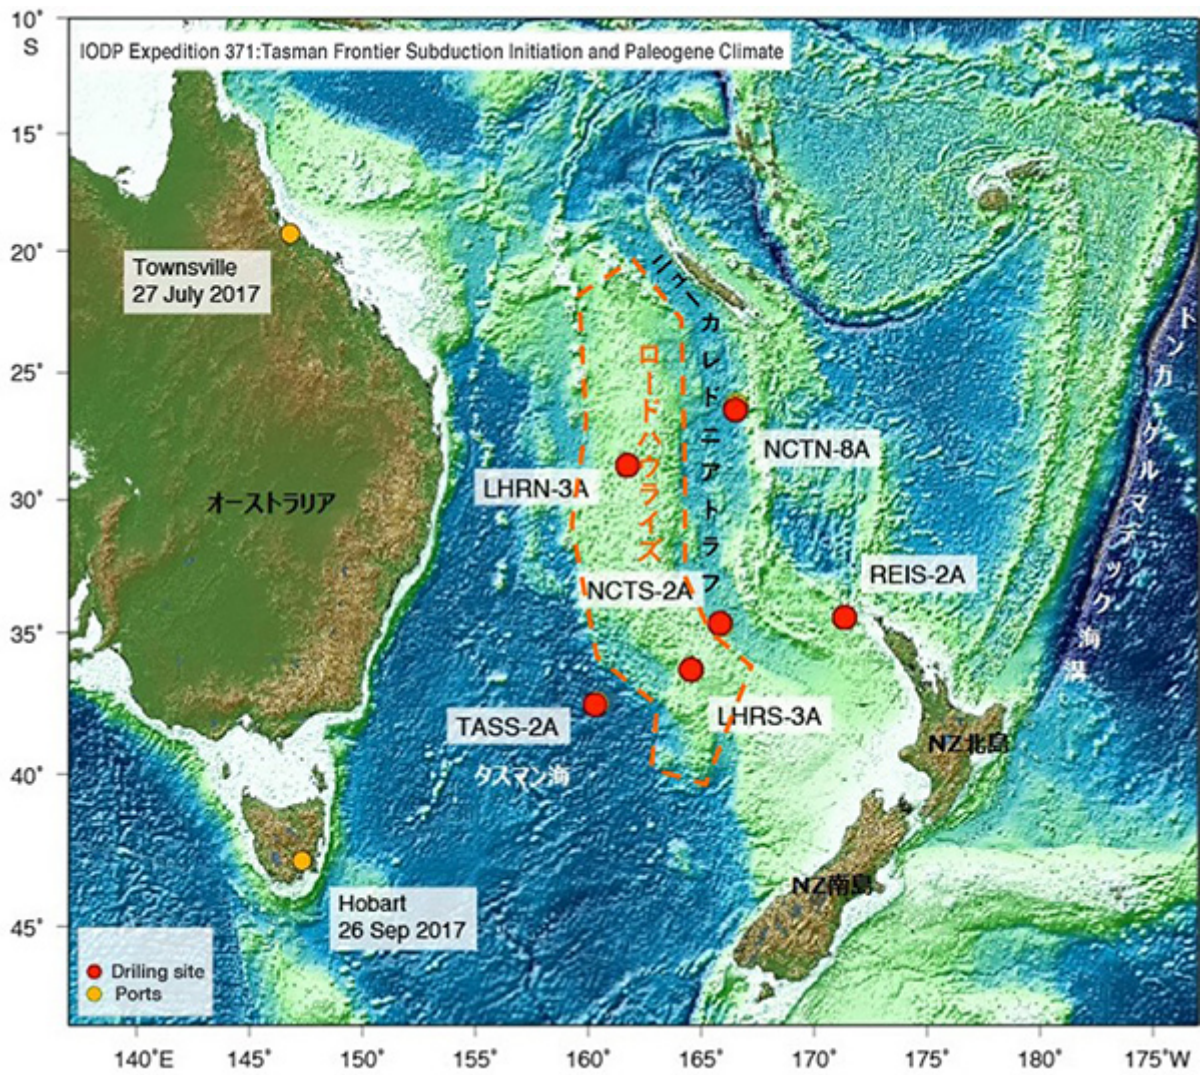 10°
S
IODP Expedition 371:Tasman Frontier Subduction Initiation and Paleogene Climate
15°
20°
25°
30°
35°
40°
45°
Townsville
27 July 2017
オーストラリア
ニューカレドニアトラフ
ロードハウライズ
トンガケルマデック海溝
NCTN-8A
LHRN-3A
NCTS-2A
REIS-2A
LHRS-3A
TASS-2A
タスマン海
NZ北島
NZ南島
Hobart
26 Sep 2017
Driling site
Ports
140°E
145°
150°
155°
160°
165°
170°
175°
180°
175°W